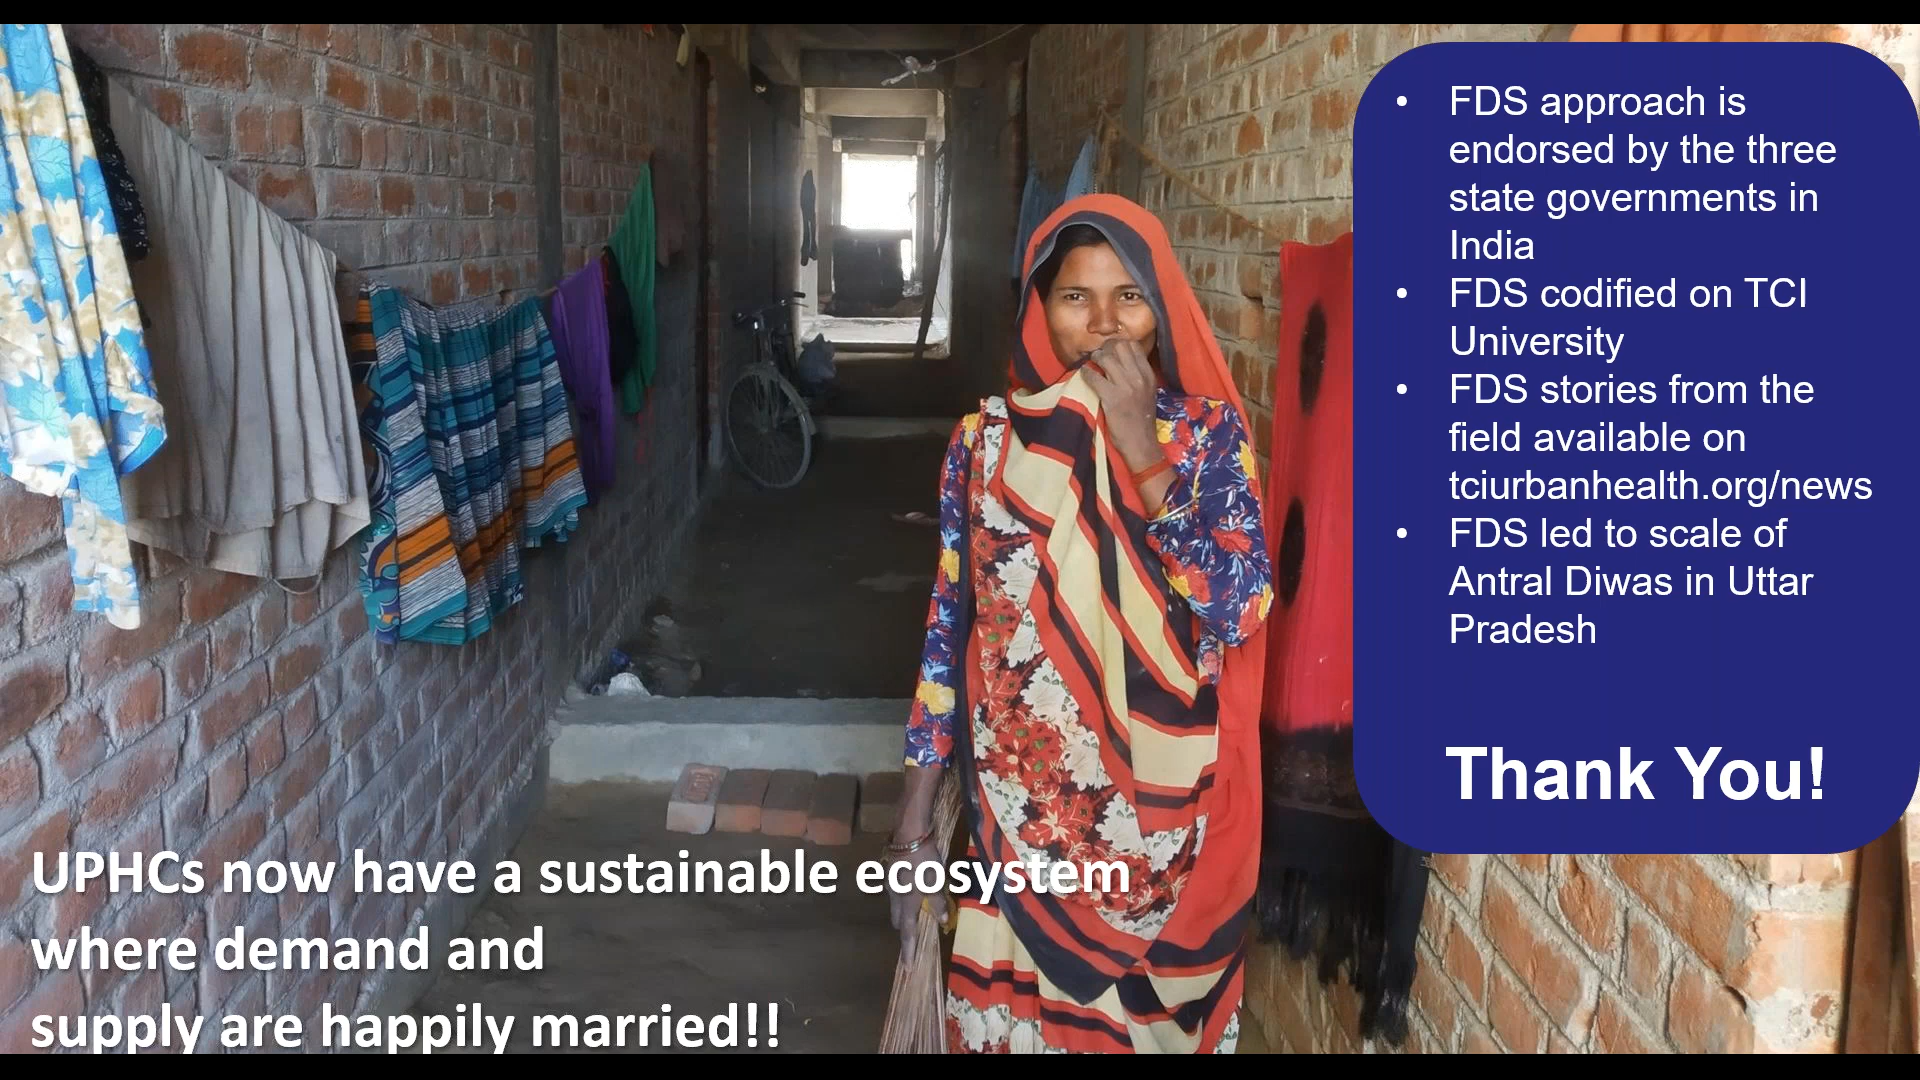 • FDS approach is
endorsed by the three
state governments in
India
• FDS codified on TCI
University
• FDS stories from the
field available on
tciurbanhealth.org/news
• FDS led to scale of
Antral Diwas in Uttar
Pradesh
Thank You!
UPHCs now have a sustainable ecosystem
where demand and
supply are happily married!!